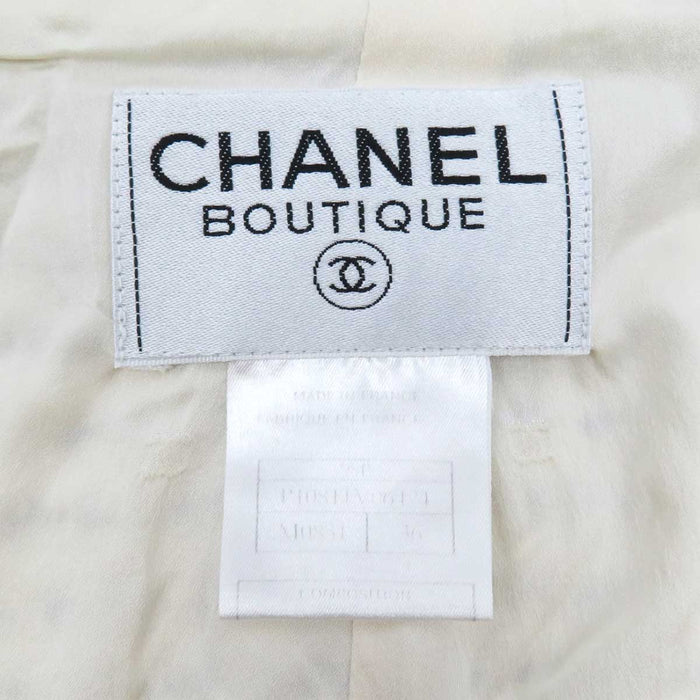 CHANEL
BOUTIQUE
MADE IN FRANCE
FABRIQUE EN FRANCE
36
COMPOSITION